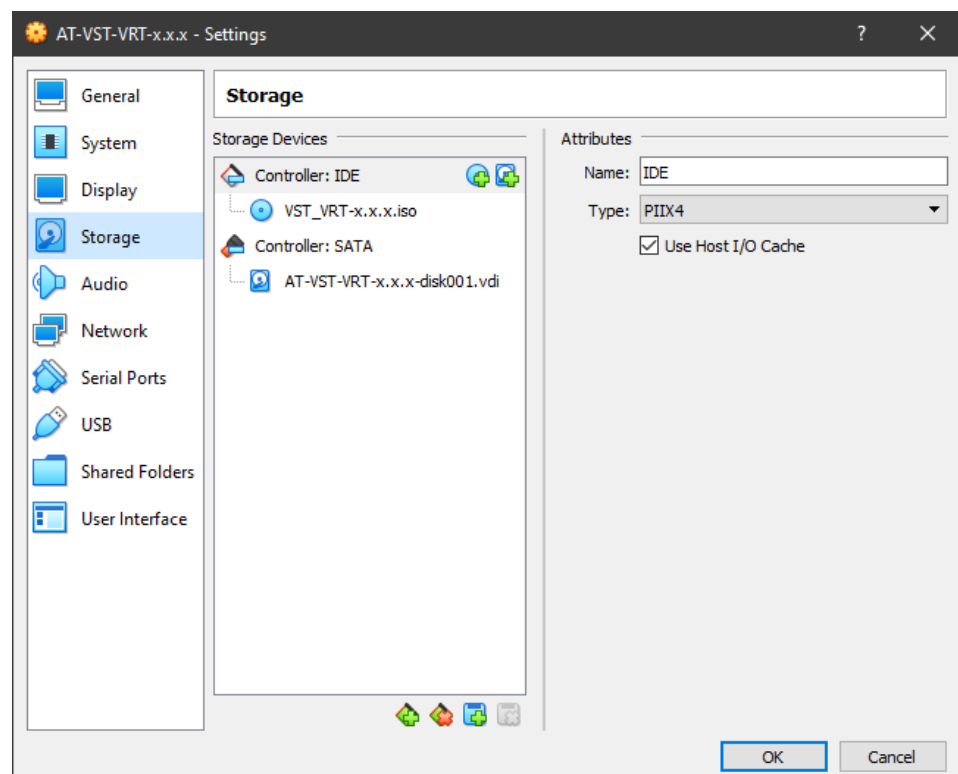 AT-VST-VRT-x.x.x - Settings
?
General
System
Display
Storage
Audio
Network
Serial Ports
USB
Shared Folders
User Interface
Storage
Storage Devices
Controller: IDE
VST_VRT-x.x.x.iso
Controller: SATA
AT-VST-VRT-x.x.x-disk001.vdi
Attributes
Name: IDE
Type: PIIX4
Use Host I/O Cache
OK
Cancel